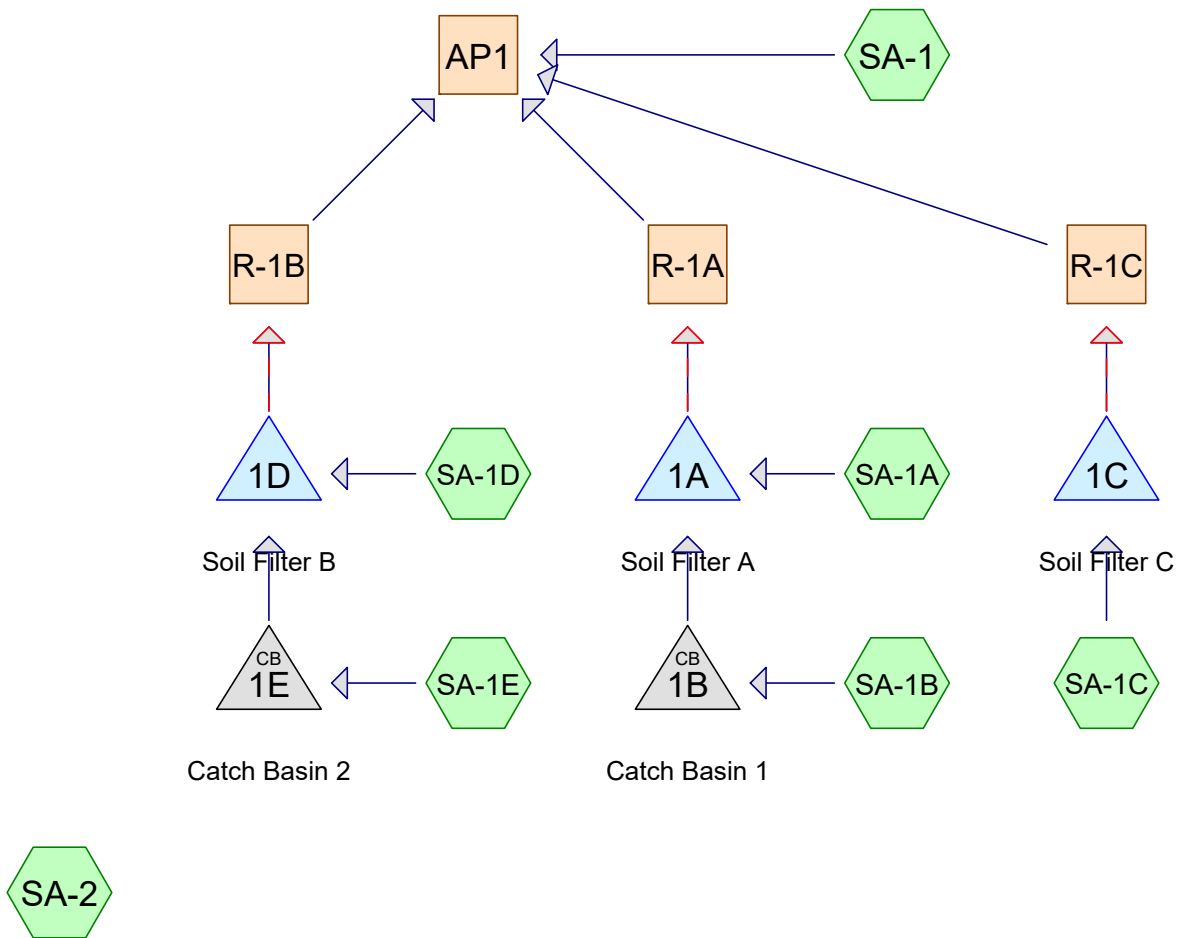 AP1
SA-1
R-1B
R-1A
R-1C
1D
SA-1D
1A
SA-1A
1C
Soil Filter B
Soil Filter A
Soil Filter C
CB
1E
SA-1E
CB
1B
SA-1B
SA-1C
Catch Basin 2
Catch Basin 1
SA-2